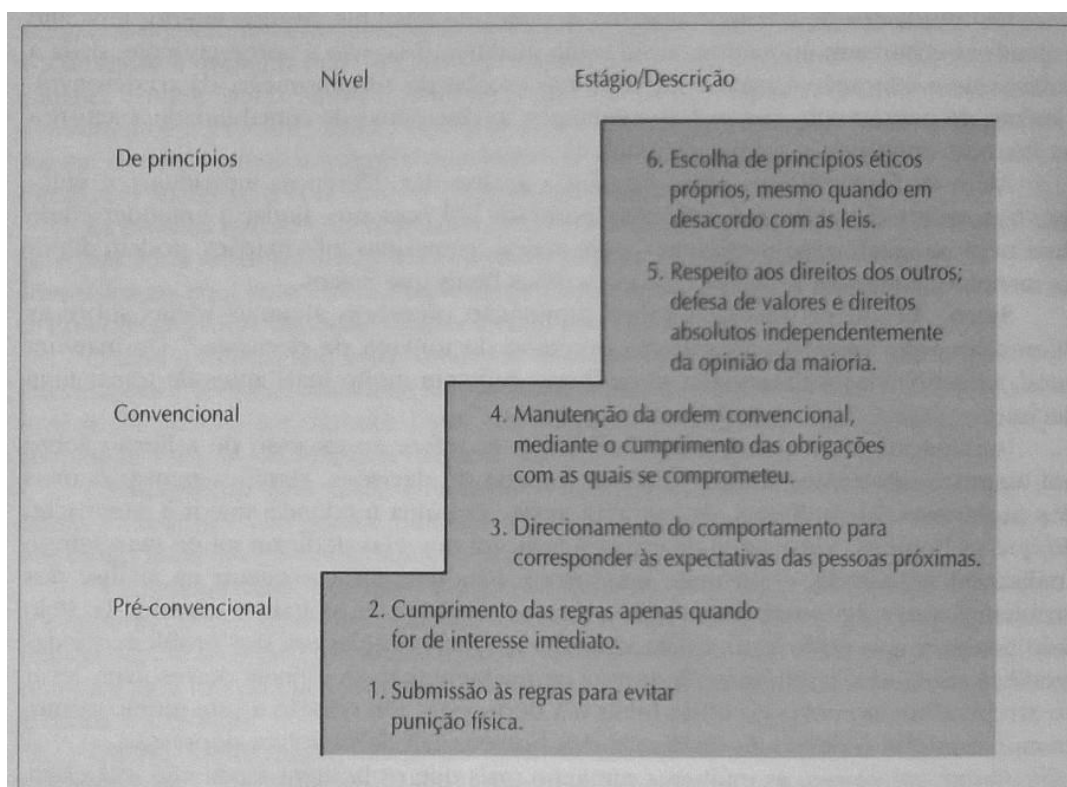 Nível Estágio/Descrição
De princípios
6. Escolha de princípios éticos
próprios, mesmo quando em
desacordo com as leis.
5. Respeito aos direitos dos outros;
defesa de valores e direitos
absolutos independentemente
da opinião da maioria.
Convencional
4. Manutenção da ordem convencional,
mediante o cumprimento das obrigações
com as quais se comprometeu.
3. Direcionamento do comportamento para
corresponder às expectativas das pessoas próximas.
Pré-convencional
2. Cumprimento das regras apenas quando
for de interesse imediato.
1. Submissão às regras para evitar
punição física.